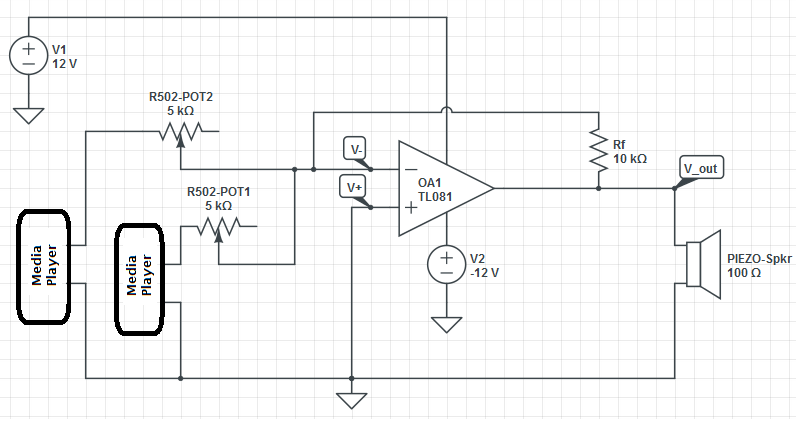 V1
12 V
R502-POT2
5 kΩ
V-
Rf
10 kΩ
V_out
R502-POT1
5 kΩ
V+
OA1
TL081
Media
Player
Media
Player
V2
-12 V
PIEZO-Spkr
100 Ω